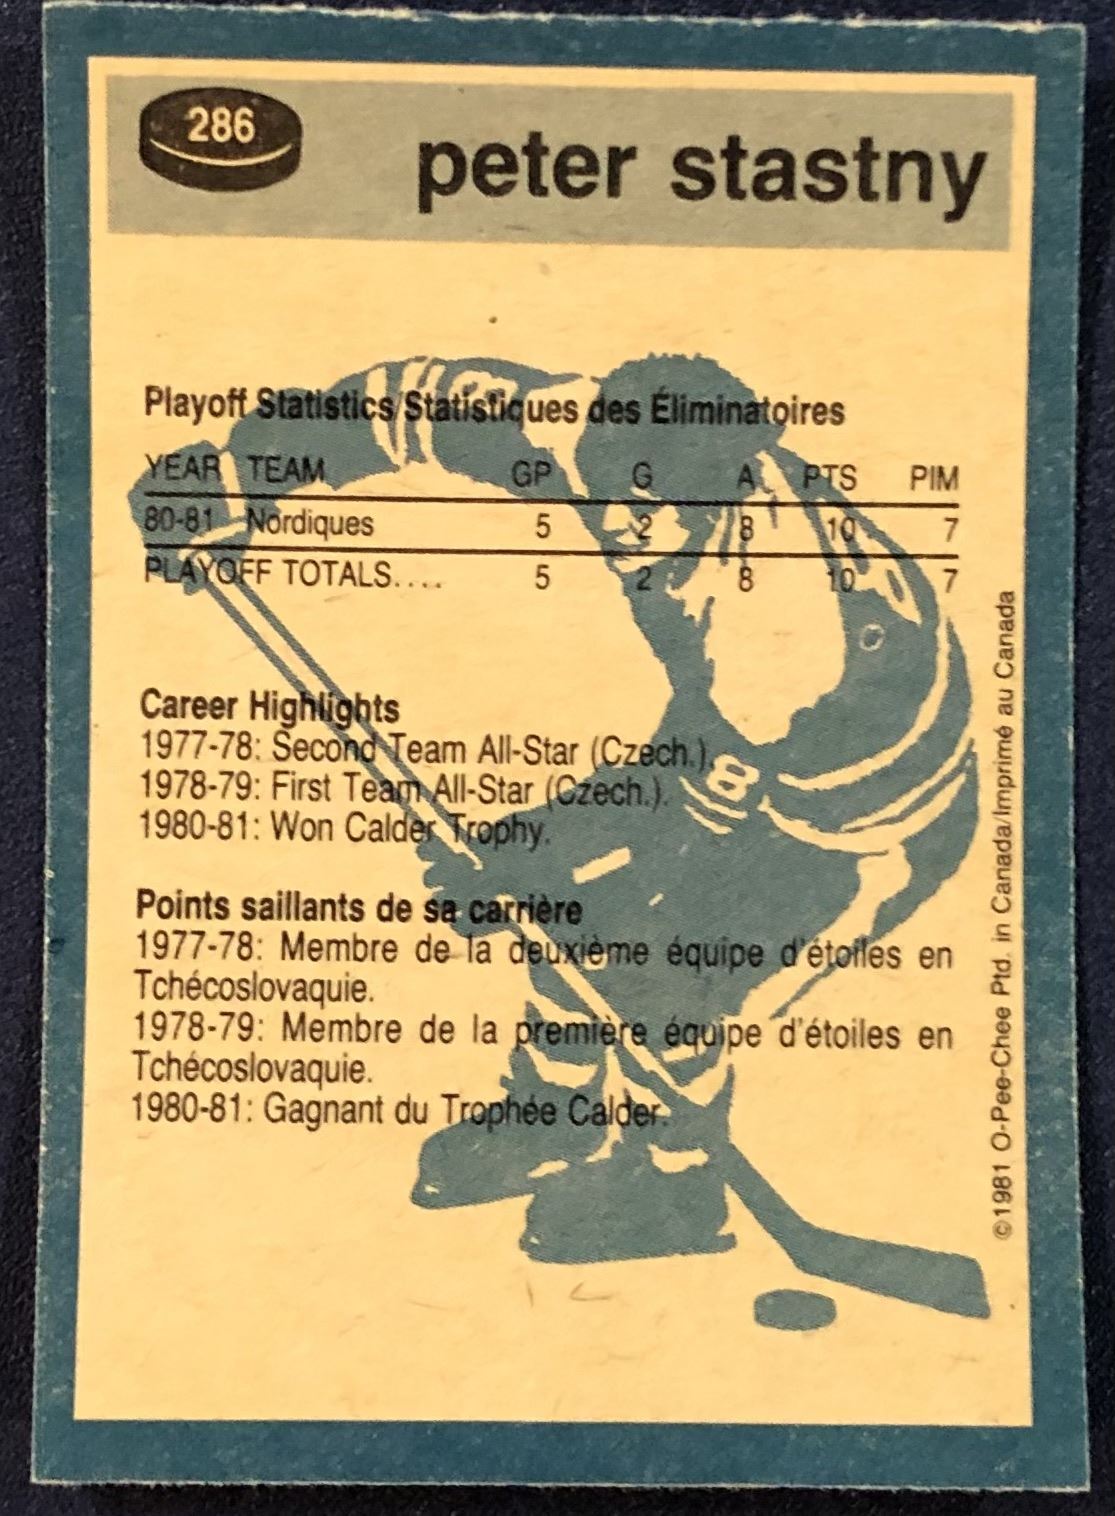 286
peter stastny
Playoff Statistics/Statistiques des Éliminatoires
YEAR TEAM GP G A PTS PIM
80-81 Nordiques 5 2 8 10 7
PLAYOFF TOTALS.... 5 2 8 10 7
Career Highlights
1977-78: Second Team All-Star (Czech.).
1978-79: First Team All-Star (Czech.).
1980-81: Won Calder Trophy.
Points saillants de sa carrière
1977-78: Membre de la deuxième équipe d'étoiles en
Tchécoslovaquie.
1978-79: Membre de la première équipe d'étoiles en
Tchécoslovaquie.
1980-81: Gagnant du Trophée Calder.
8
©1981 O-Pee-Chee Ptd. in Canada/Imprimé au Canada